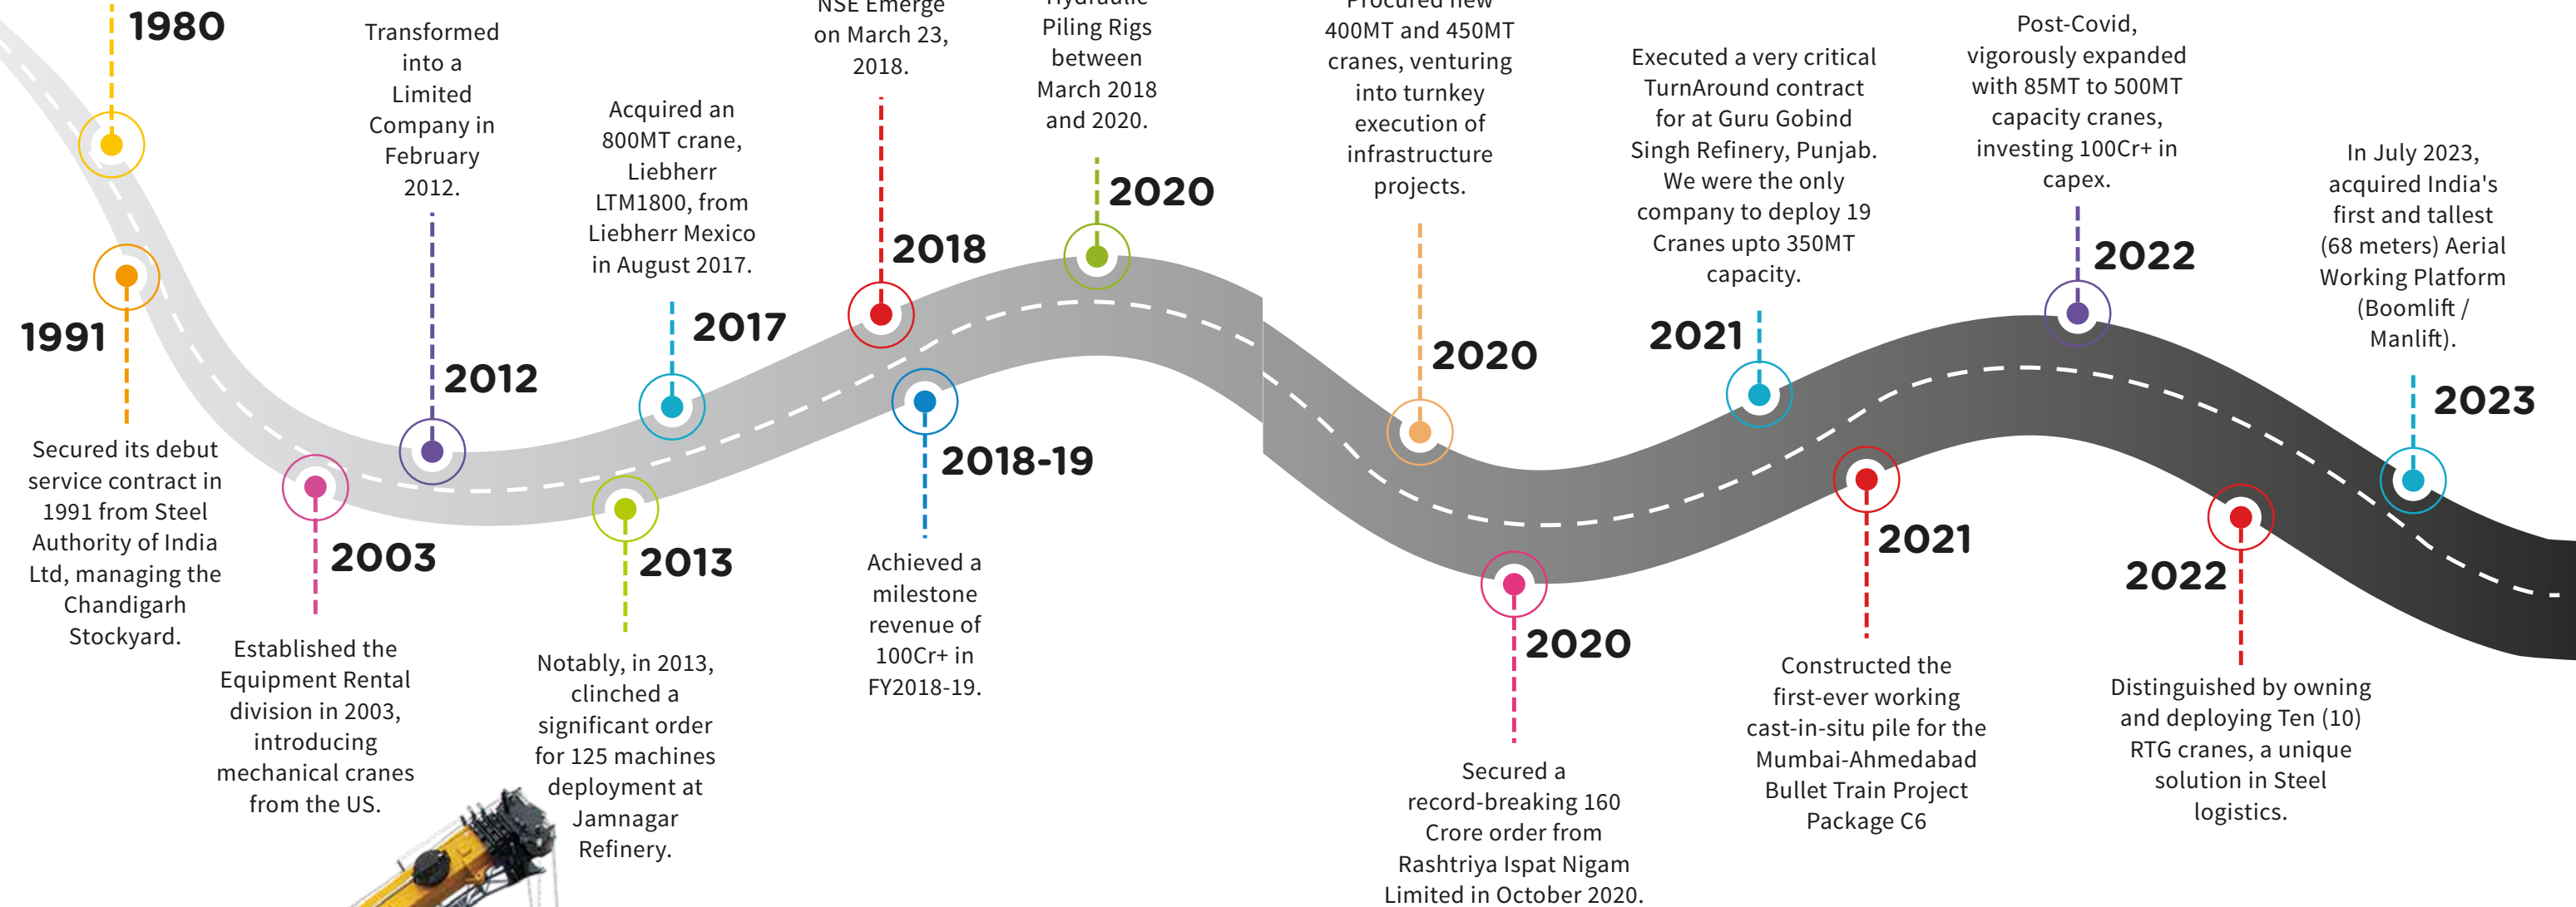 1980
1991
Secured its debut
service contract in
1991 from Steel
Authority of India
Ltd, managing the
Chandigarh
Stockyard.
2003
Established the
Equipment Rental
division in 2003,
introducing
mechanical cranes
from the US.
Transformed
into a
Limited
Company in
February
2012.
2012
2013
Notably, in 2013,
clinched a
significant order
for 125 machines
deployment at
Jamnagar
Refinery.
Acquired an
800MT crane,
Liebherr
LTM1800, from
Liebherr Mexico
in August 2017.
2017
NSE Emerge
on March 23,
2018.
2018
2018-19
Achieved a
milestone
revenue of
100Cr+ in
FY2018-19.
Hydraulic
Piling Rigs
between
March 2018
and 2020.
2020
Procured new
400MT and 450MT
cranes, venturing
into turnkey
execution of
infrastructure
projects.
2020
2020
Secured a
record-breaking 160
Crore order from
Rashtriya Ispat Nigam
Limited in October 2020.
Executed a very critical
TurnAround contract
for at Guru Gobind
Singh Refinery, Punjab.
We were the only
company to deploy 19
Cranes upto 350MT
capacity.
2021
2021
Constructed the
first-ever working
cast-in-situ pile for the
Mumbai-Ahmedabad
Bullet Train Project
Package C6
Post-Covid,
vigorously expanded
with 85MT to 500MT
capacity cranes,
investing 100Cr+ in
capex.
2022
2022
Distinguished by owning
and deploying Ten (10)
RTG cranes, a unique
solution in Steel
logistics.
In July 2023,
acquired India's
first and tallest
(68 meters) Aerial
Working Platform
(Boomlift /
Manlift).
2023